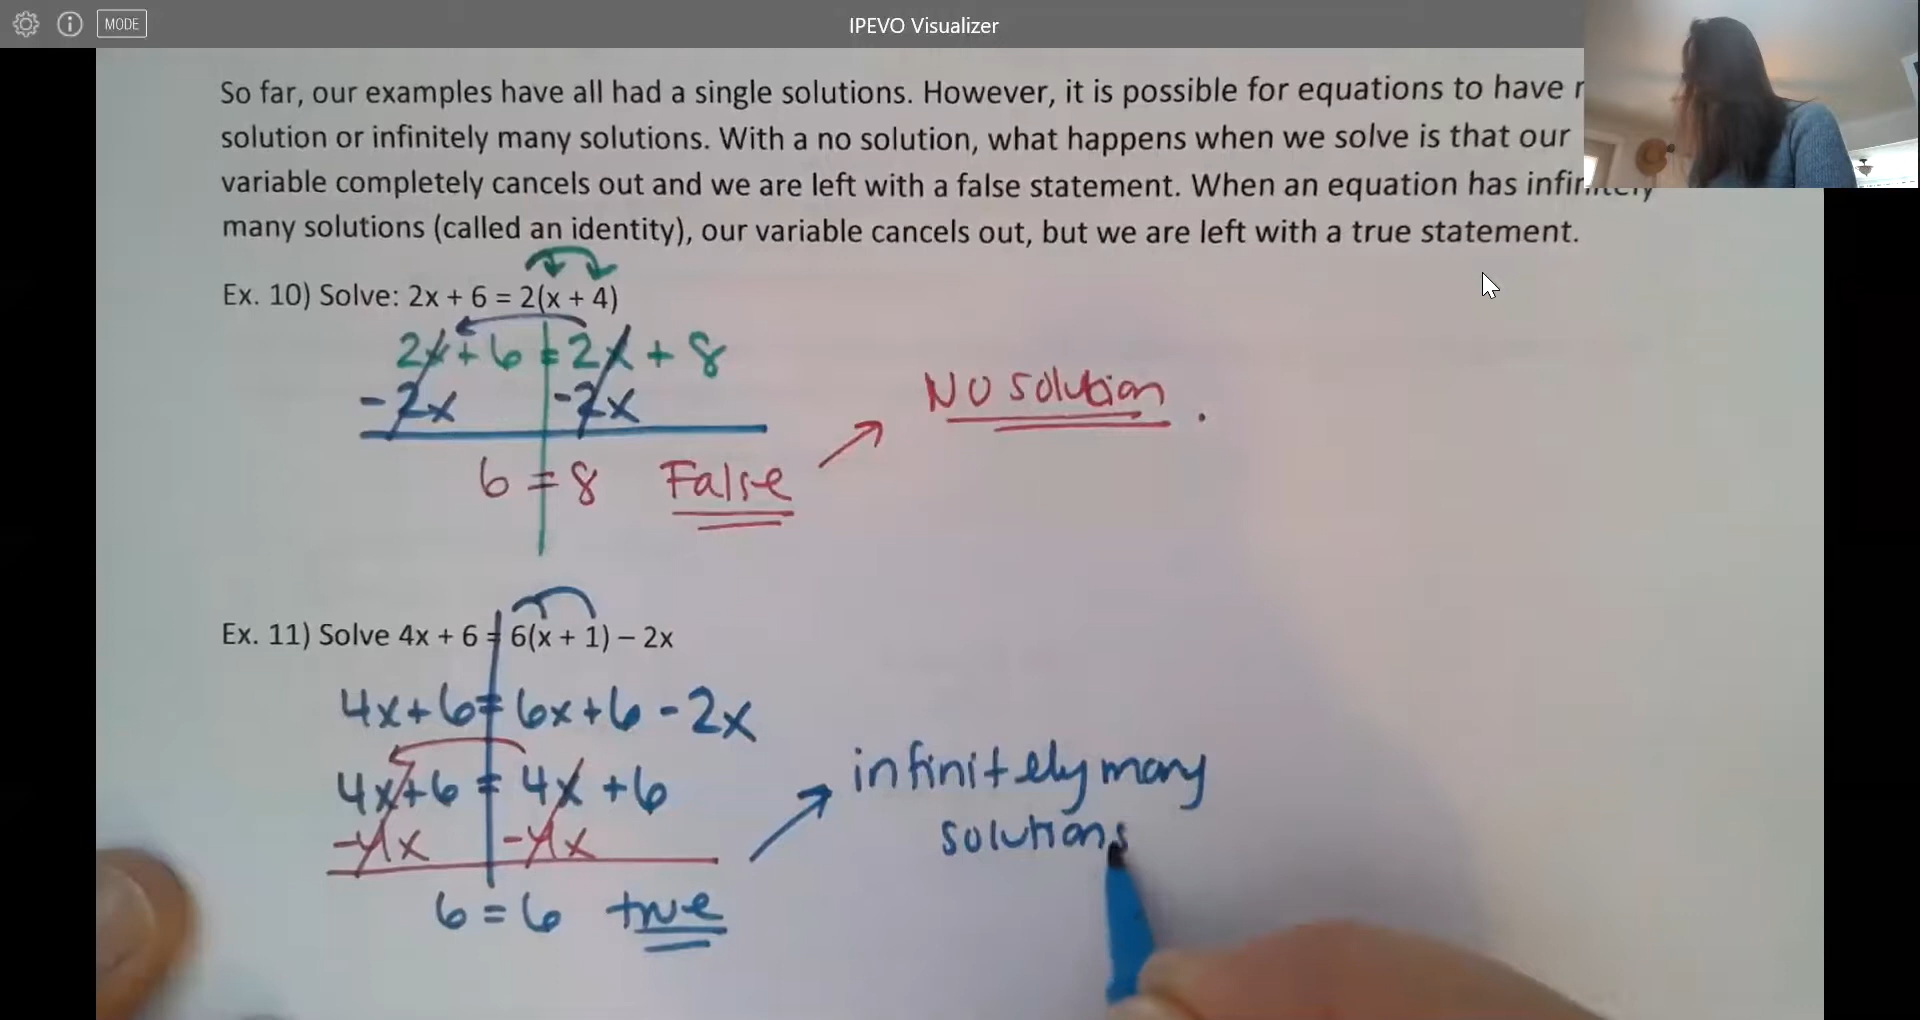 MODE
IPEVO Visualizer
So far, our examples have all had a single solutions. However, it is possible for equations to have
solution or infinitely many solutions. With a no solution, what happens when we solve is that our
variable completely cancels out and we are left with a false statement. When an equation has infinitely
many solutions (called an identity), our variable cancels out, but we are left with a true statement.
Ex. 10) Solve: 2x + 6 = 2(x + 4)
2x + 6 = 2x + 8
-2x -2x
6 = 8 False
No solution.
Ex. 11) Solve 4x + 6 = 6(x + 1) – 2x
4x+6 = 6x+6 - 2x
4x+6 = 4x +6
-4x -4x
6 = 6 true
infinitely many
solutions